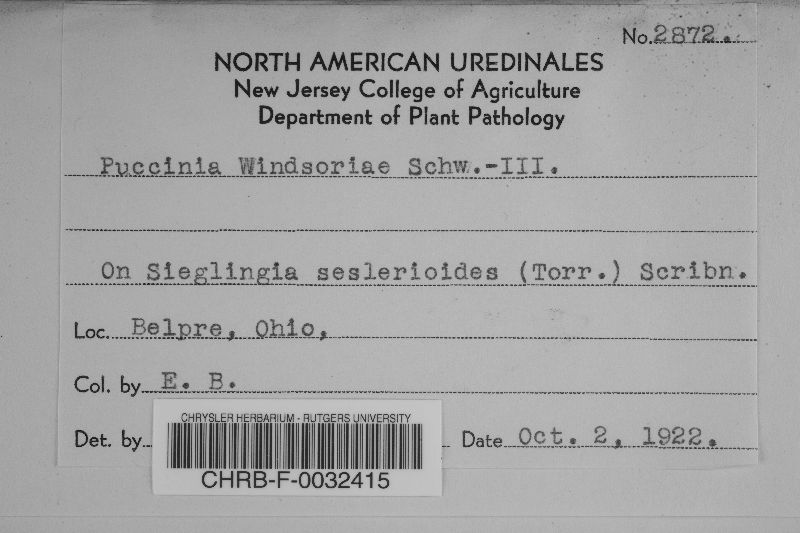 No. 2872.
NORTH AMERICAN UREDINALES
New Jersey College of Agriculture
Department of Plant Pathology
Puccinia Windsoriae Schw.-III.
On Sieglingia seslerioides (Torr.) Scribn.
Loc. Belpre, Ohio,
Col. by E. B.
Det. by
Date Oct. 2, 1922.
CHRYSLER HERBARIUM - RUTGERS UNIVERSITY
CHRB-F-0032415